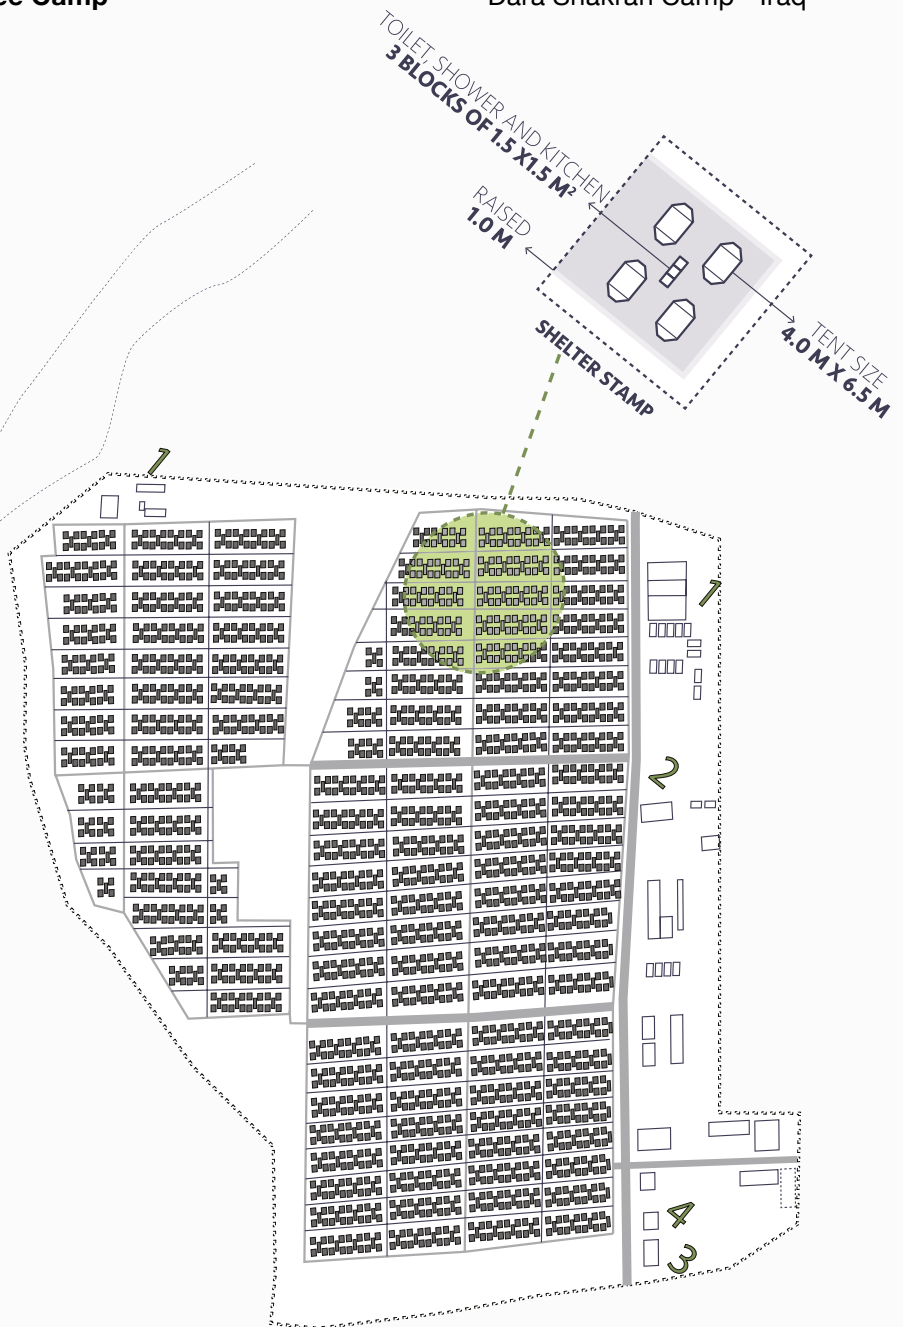 ee Camp
Dara Shakran Camp - Iraq
TOILET, SHOWER AND KITCHEN
3 BLOCKS OF 1.5 X1.5 M²
RAISED
1.0 M
TENT SIZE
4.0 M X 6.5 M
SHELTER STAMP
1
1
2
4
3